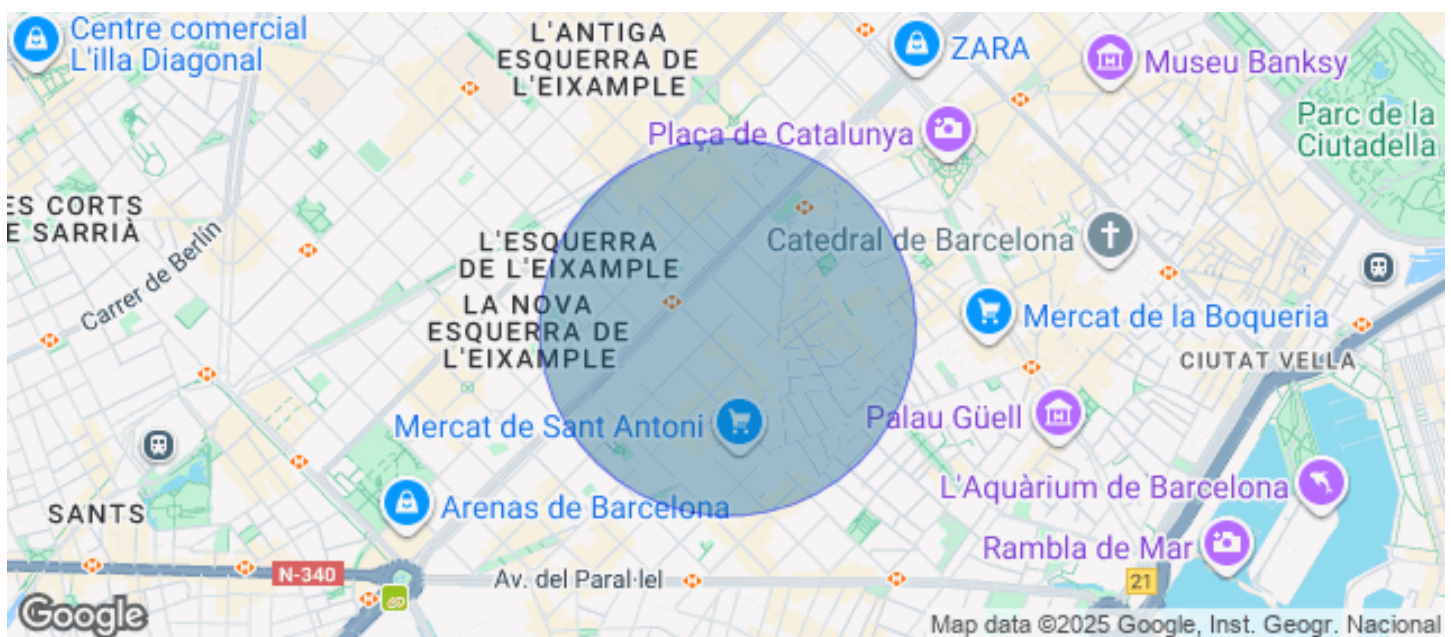 Centre comercial
L'illa Diagonal
L'ANTIGA
ESQUERRA DE
L'EIXAMPLE
ZARA
Museu Banksy
Plaça de Catalunya
Parc de la
Ciutadella
ES CORTS
E SARRIÀ
Carrer de Berlín
L'ESQUERRA
DE L'EIXAMPLE
Catedral de Barcelona
LA NOVA
ESQUERRA DE
L'EIXAMPLE
Mercat de la Boqueria
CIUTAT VELLA
Mercat de Sant Antoni
Palau Güell
SANTS
Arenas de Barcelona
L'Aquàrium de Barcelona
Rambla de Mar
N-340
Av. del Paral·lel
21
Google
Map data ©2025 Google, Inst. Geogr. Nacional